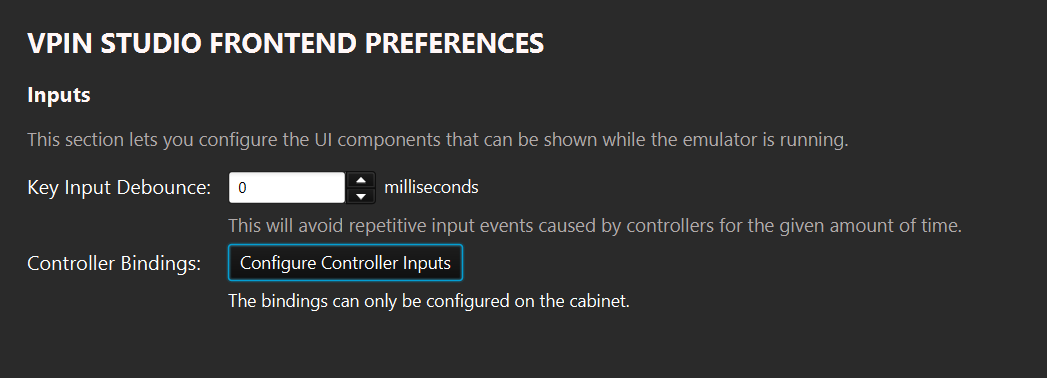 VPIN STUDIO FRONTEND PREFERENCES
Inputs
This section lets you configure the UI components that can be shown while the emulator is running.
Key Input Debounce: 0 milliseconds
This will avoid repetitive input events caused by controllers for the given amount of time.
Controller Bindings: Configure Controller Inputs
The bindings can only be configured on the cabinet.